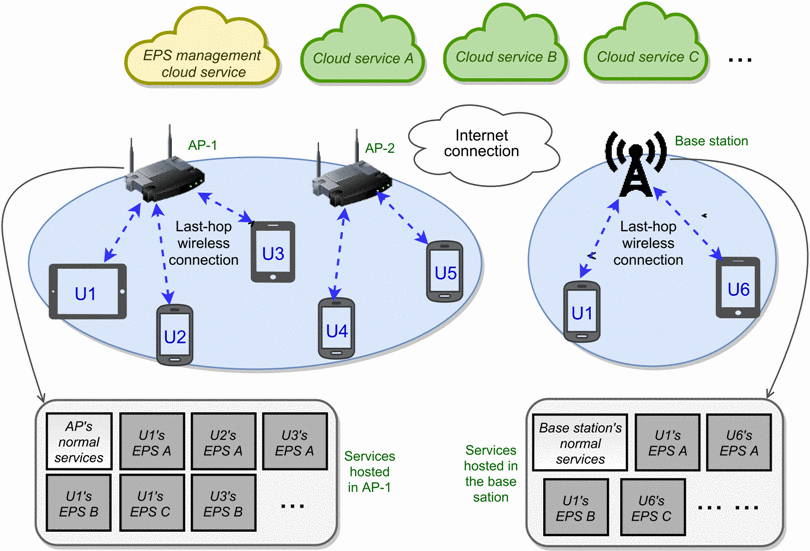 EPS management
cloud service
Cloud service A
Cloud service B
Cloud service C
...
AP-1
AP-2
Internet
connection
Base station
Last-hop
wireless
connection
U1
U2
U3
U4
U5
Last-hop
wireless
connection
U1
U6
AP's
normal
services
U1's
EPS A
U2's
EPS A
U3's
EPS A
U1's
EPS B
U1's
EPS C
U3's
EPS B
...
Services
hosted
in AP-1
Services
hosted in
the base
sation
Base station's
normal
services
U1's
EPS A
U6's
EPS A
U1's
EPS B
U6's
EPS C
... ...